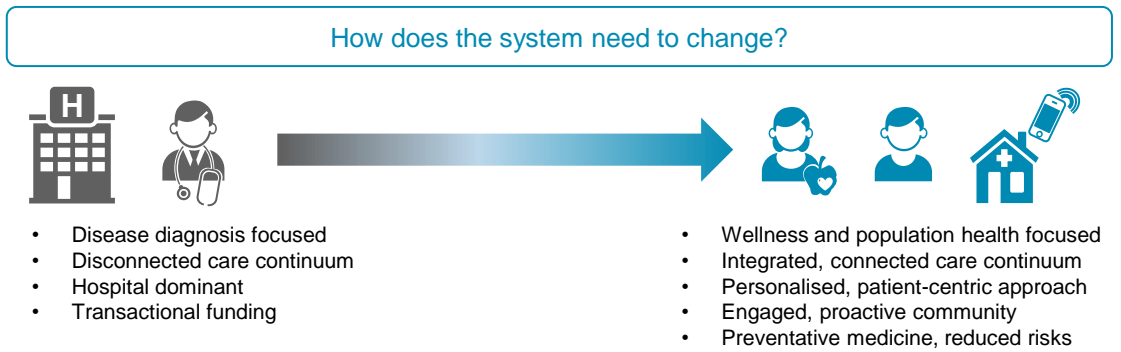 How does the system need to change?
H
• Disease diagnosis focused
• Disconnected care continuum
• Hospital dominant
• Transactional funding
• Wellness and population health focused
• Integrated, connected care continuum
• Personalised, patient-centric approach
• Engaged, proactive community
• Preventative medicine, reduced risks